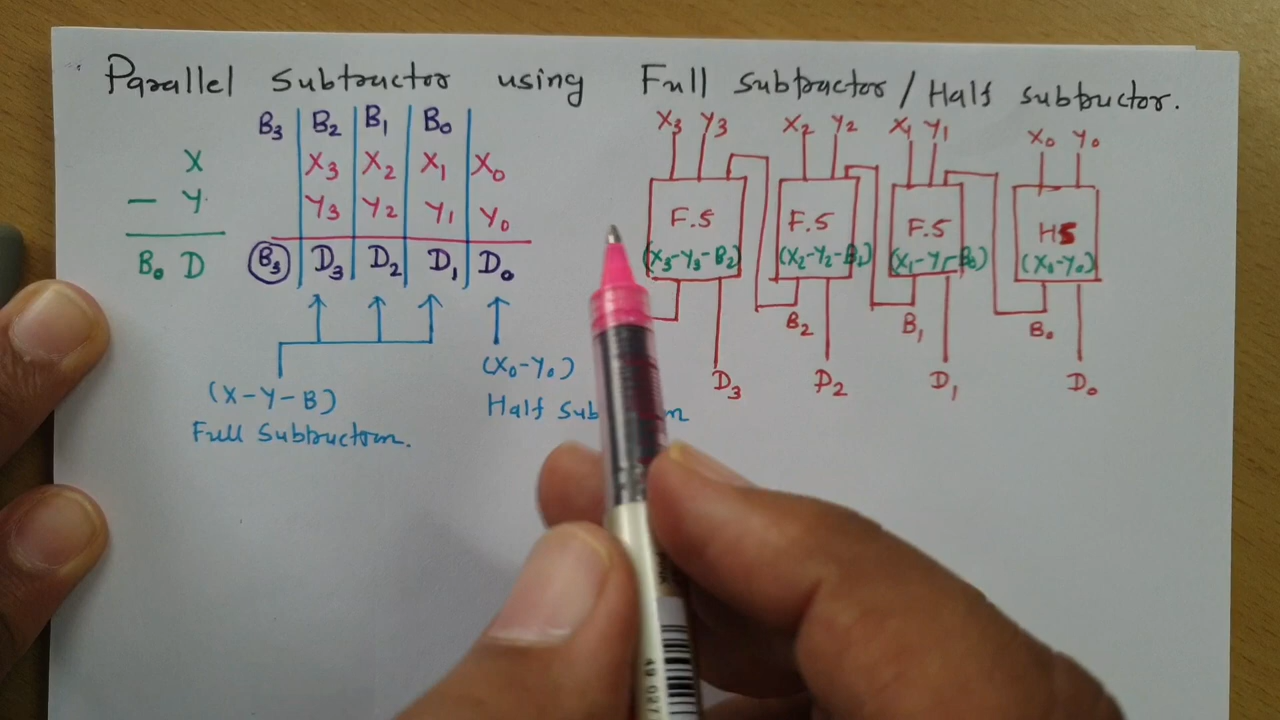 Parallel Subtractor using Full subtractor / Half subtructor.
B3 B2 B1 B0
X X3 X2 X1 X0
− Y Y3 Y2 Y1 Y0
B0 D B3 D3 D2 D1 D0
(X-Y-B)
Full Subtructor.
(X0-Y0)
Half Sub
X3 Y3 X2 Y2 X1 Y1 X0 Y0
F.S F.S F.S HS
(X3-Y3-B2) (X2-Y2-B1) (X1-Y1-B0) (X0-Y0)
B2 B1 B0
D3 D2 D1 D0